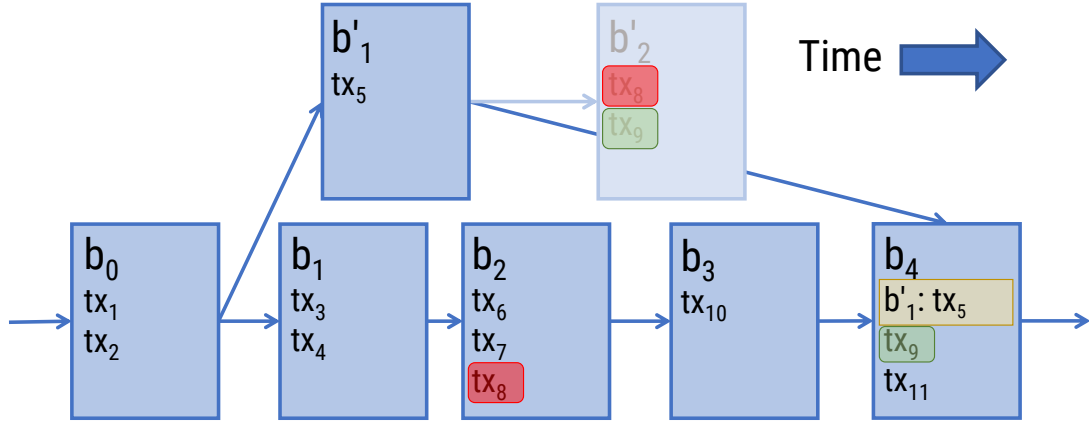 b'₁
tx₅
b'₂
tx₈
tx₉
Time
b₀
tx₁
tx₂
b₁
tx₃
tx₄
b₂
tx₆
tx₇
tx₈
b₃
tx₁₀
b₄
b'₁: tx₅
tx₉
tx₁₁